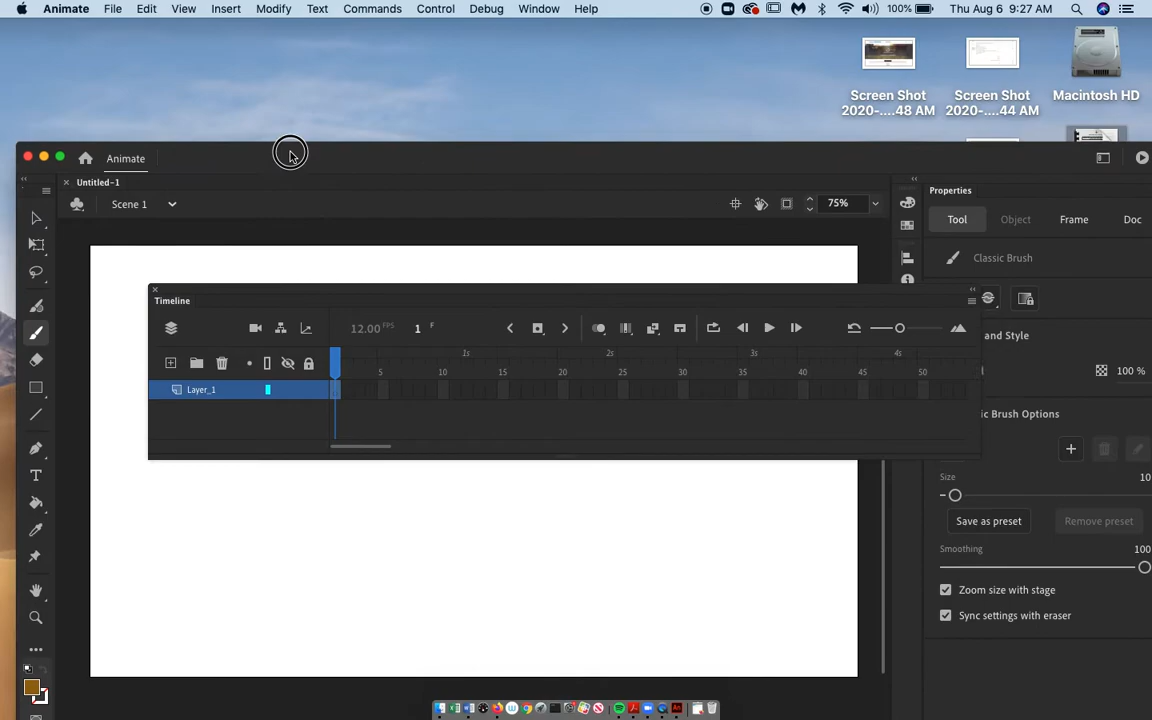 Animate File Edit View Insert Modify Text Commands Control Debug Window Help 100% Thu Aug 6 9:27 AM
Screen Shot 2020-....48 AM
Screen Shot 2020-....44 AM
Macintosh HD
Animate
Untitled-1
Scene 1 75%
Properties
Tool Object Frame Doc
Classic Brush
Timeline
12.00 FPS 1 F
1s 2s 3s 4s
5 10 15 20 25 30 35 40 45 50
Layer_1
and Style
100 %
ic Brush Options
Size 10
Save as preset Remove preset
Smoothing 100
Zoom size with stage
Sync settings with eraser